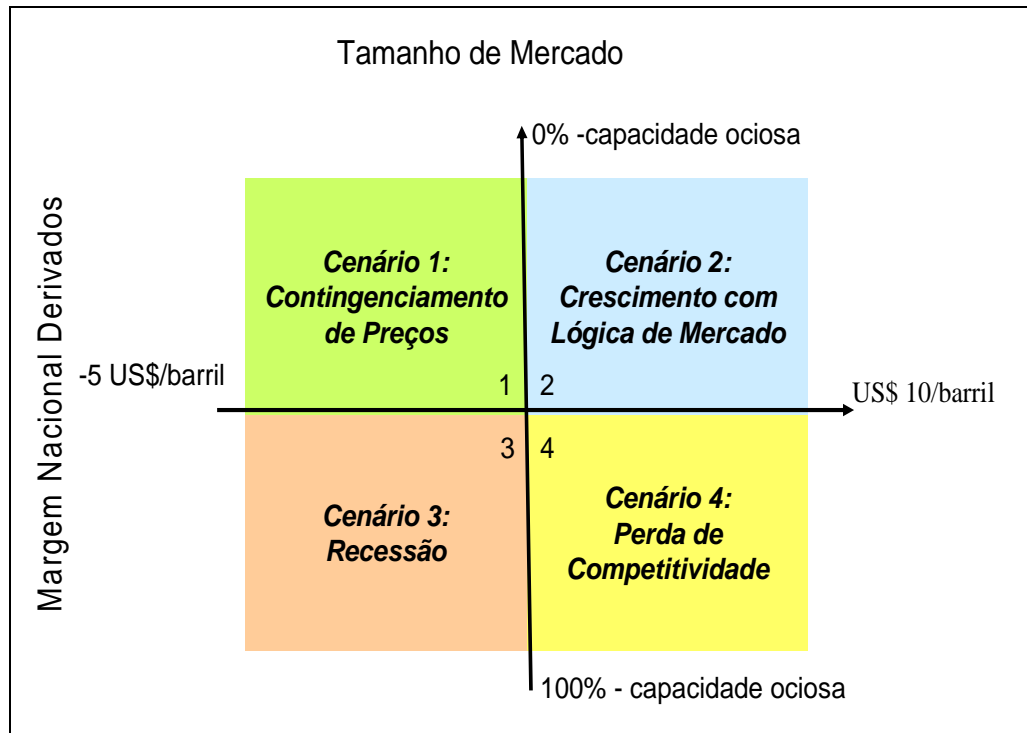 Tamanho de Mercado
0% -capacidade ociosa
Margem Nacional Derivados
Cenário 1:
Contingenciamento
de Preços
Cenário 2:
Crescimento com
Lógica de Mercado
-5 US$/barril
1
2
US$ 10/barril
3
4
Cenário 3:
Recessão
Cenário 4:
Perda de
Competitividade
100% - capacidade ociosa